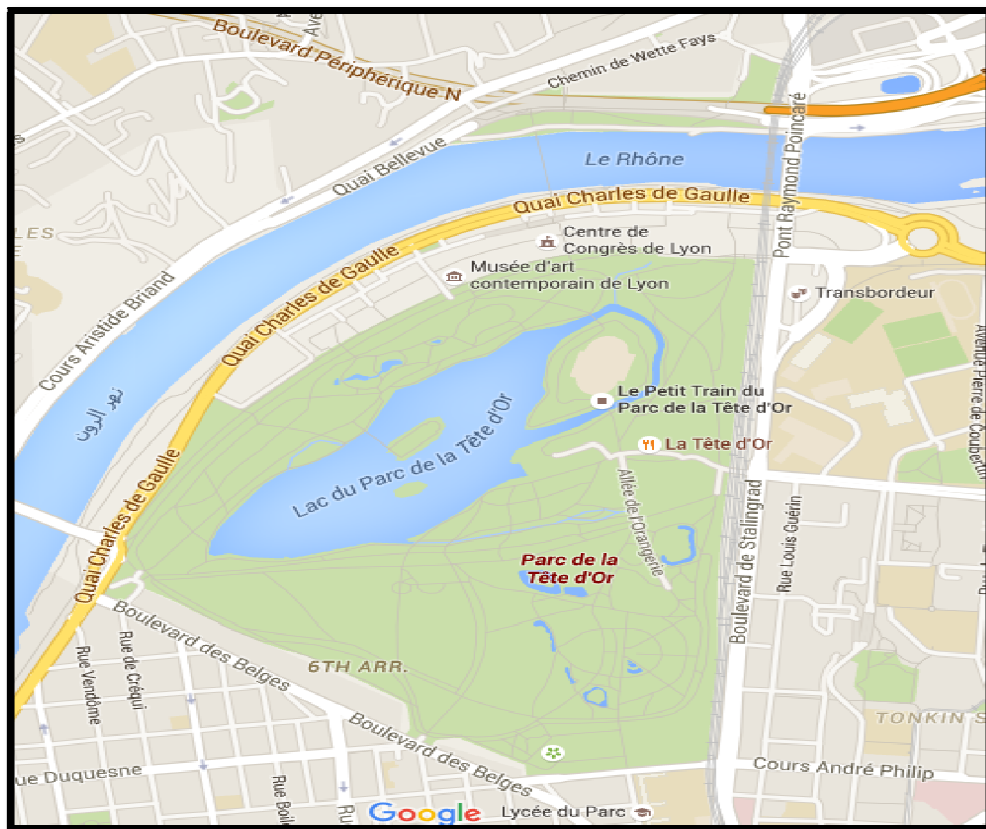 Boulevard Périphérique N
Ave
Chemin de Wette Fays
Quai Bellevue
Le Rhône
Pont Raymond Poincaré
Quai Charles de Gaulle
Centre de
Congrès de Lyon
LES
Musée d'art
contemporain de Lyon
Quai Charles de Gaulle
Transbordeur
Cours Aristide Briand
نهر الرون
Avenue Pierre de Coubertin
Le Petit Train du
Parc de la Tête d'Or
La Tête d'Or
Lac du Parc de la Tête d'Or
Allée de l'Orangerie
Quai Charles de Gaulle
Boulevard de Stalingrad
Rue Louis Guérin
Parc de la
Tête d'Or
Boulevard des Belges
Rue de Créqui
Rue Vendôme
6TH ARR.
TONKIN S
Boulevard des Belges
ue Duquesne
Cours André Philip
Google
Lycée du Parc